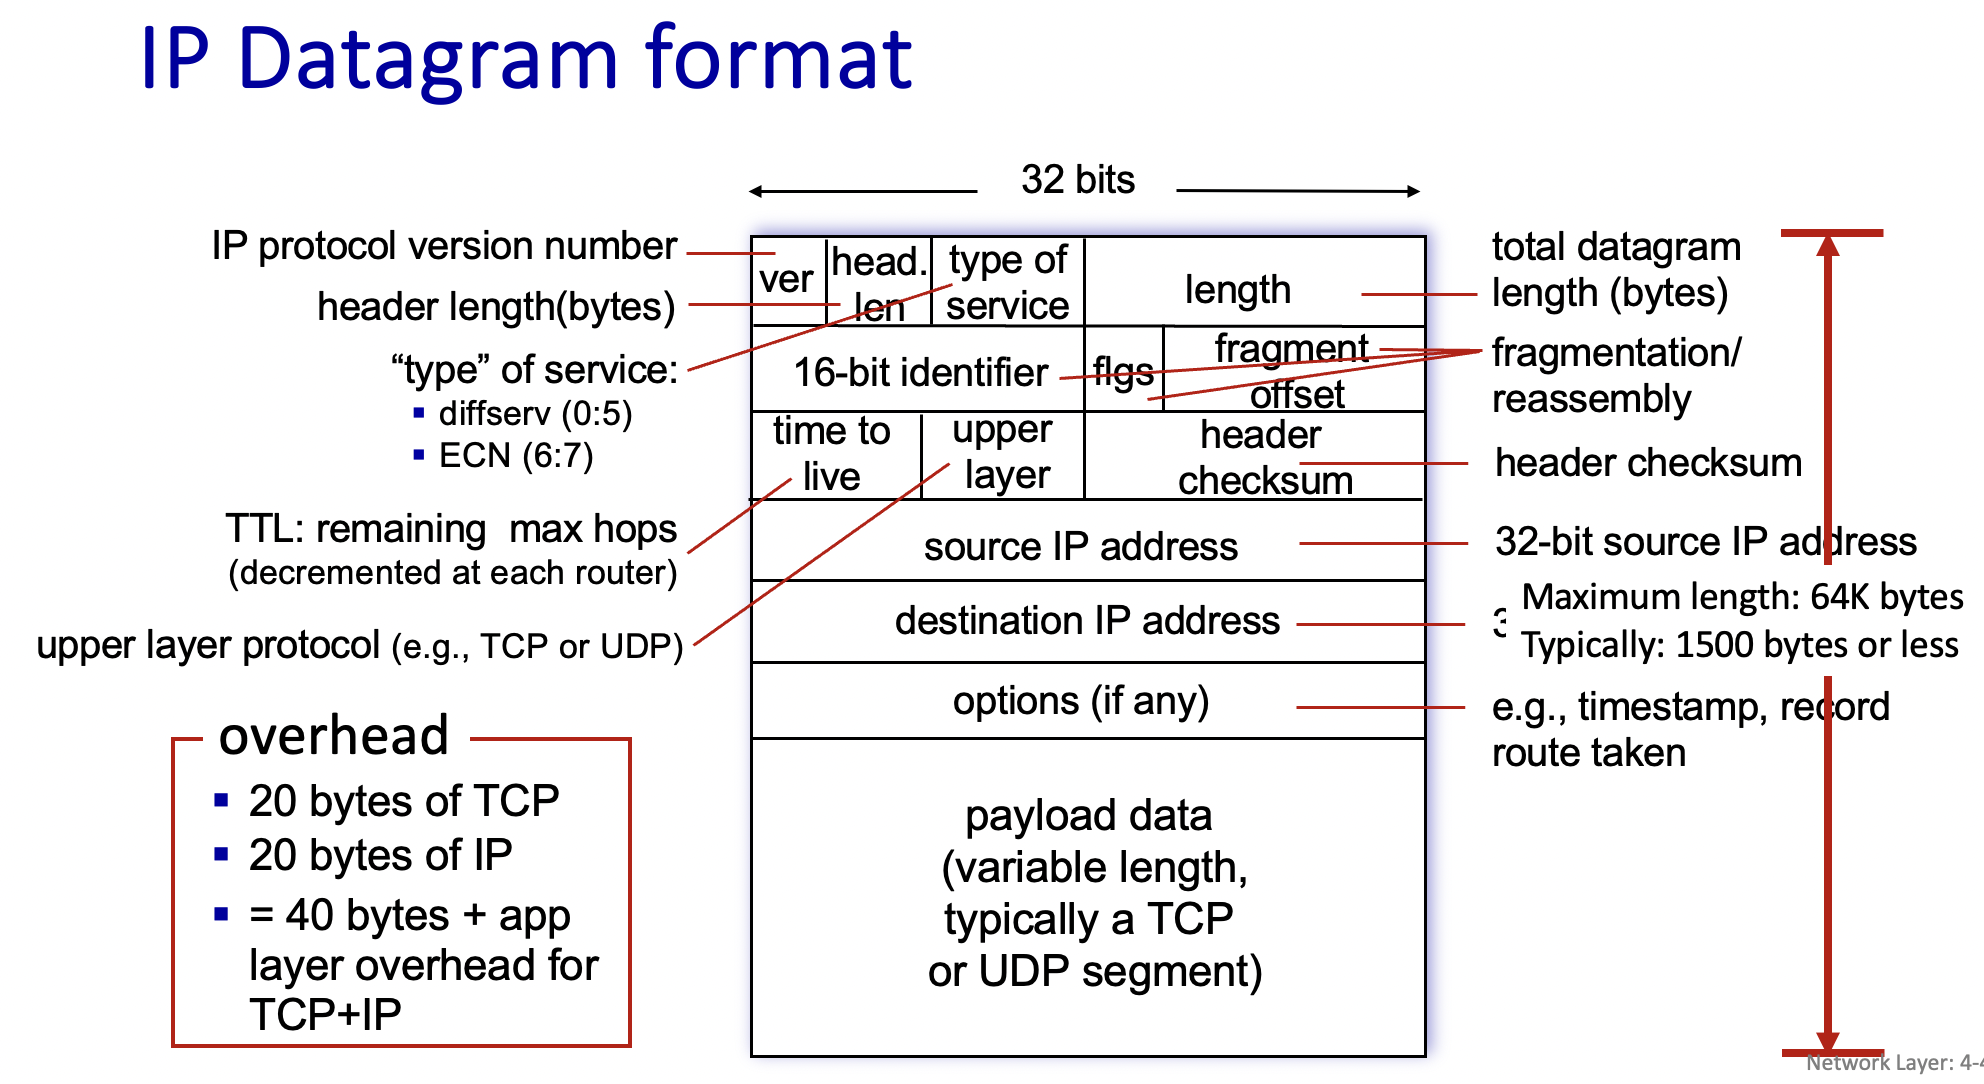 IP Datagram format
32 bits
IP protocol version number
header length(bytes)
“type” of service:
▪ diffserv (0:5)
▪ ECN (6:7)
TTL: remaining  max hops
(decremented at each router)
upper layer protocol (e.g., TCP or UDP)
overhead
▪ 20 bytes of TCP
▪ 20 bytes of IP
▪ = 40 bytes + app
layer overhead for
TCP+IP
ver
head.
len
type of
service
length
16-bit identifier
flgs
fragment
offset
time to
live
upper
layer
header
checksum
source IP address
destination IP address
options (if any)
payload data
(variable length,
typically a TCP
or UDP segment)
total datagram
length (bytes)
fragmentation/
reassembly
header checksum
32-bit source IP address
Maximum length: 64K bytes
Typically: 1500 bytes or less
e.g., timestamp, record
route taken
Network Layer: 4-